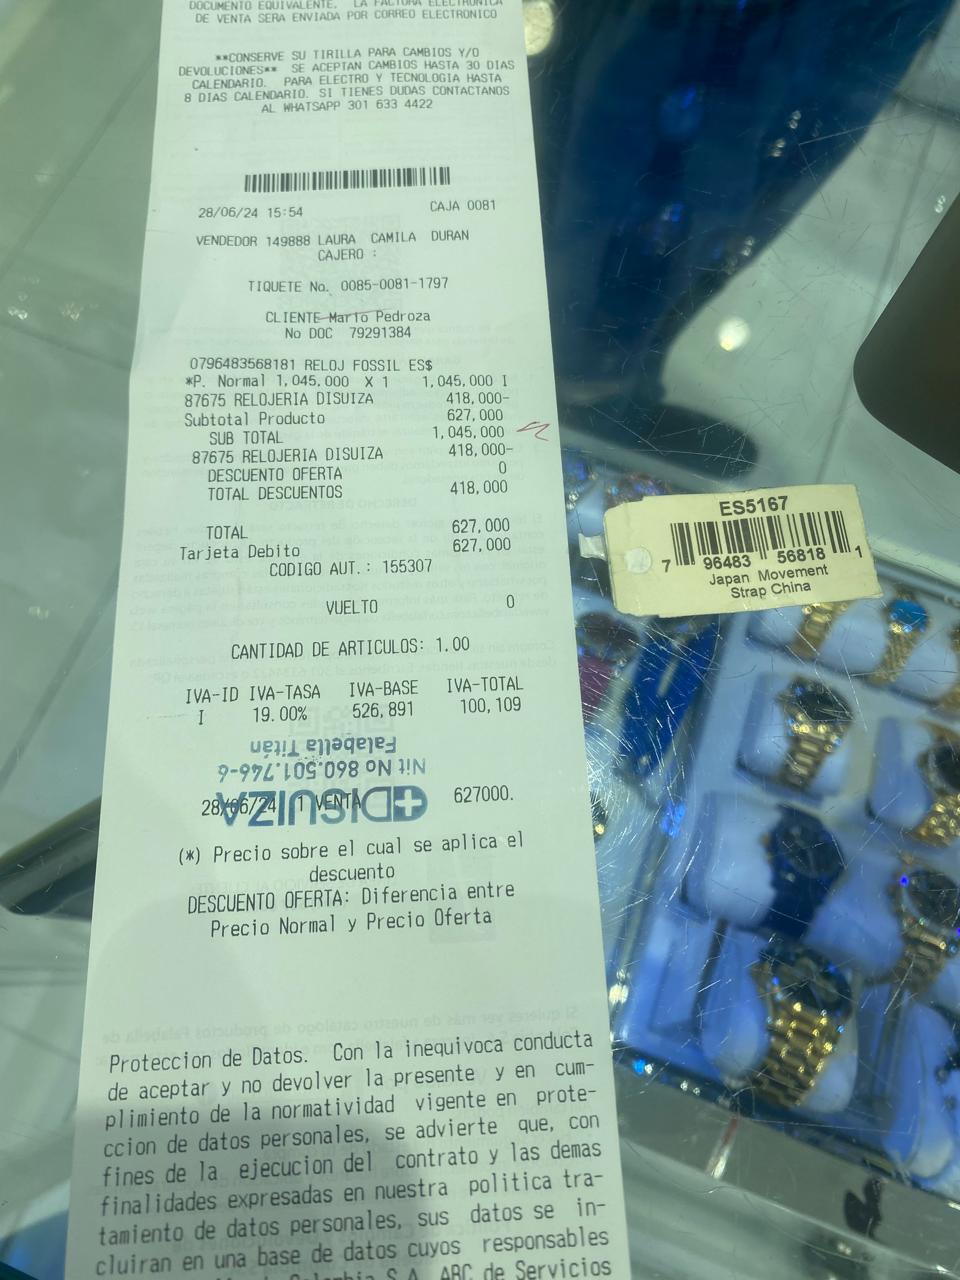 DOCUMENTO EQUIVALENTE. LA FACTURA ELECTRONICA
DE VENTA SERA ENVIADA POR CORREO ELECTRONICO
**CONSERVE SU TIRILLA PARA CAMBIOS Y/O
DEVOLUCIONES** SE ACEPTAN CAMBIOS HASTA 30 DIAS
CALENDARIO. PARA ELECTRO Y TECNOLOGIA HASTA
8 DIAS CALENDARIO. SI TIENES DUDAS CONTACTANOS
AL WHATSAPP 301 633 4422
28/06/24 15:54 CAJA 0081
VENDEDOR 149888 LAURA CAMILA DURAN
CAJERO :
TIQUETE No. 0085-0081-1797
CLIENTE Mario Pedroza
No DOC 79291384
0796483568181 RELOJ FOSSIL ES$
*P. Normal 1,045,000 X 1 1,045,000 I
87675 RELOJERIA DISUIZA 418,000-
Subtotal Producto 627,000
SUB TOTAL 1,045,000
87675 RELOJERIA DISUIZA 418,000-
DESCUENTO OFERTA 0
TOTAL DESCUENTOS 418,000
TOTAL 627,000
Tarjeta Debito 627,000
CODIGO AUT.: 155307
VUELTO 0
CANTIDAD DE ARTICULOS: 1.00
IVA-ID IVA-TASA IVA-BASE IVA-TOTAL
I 19.00% 526,891 100,109
Falabella Titán
Nit No 860.501.746-6
DISUIZA
28/06/24 1 VENTA 627000.
(*) Precio sobre el cual se aplica el
descuento
DESCUENTO OFERTA: Diferencia entre
Precio Normal y Precio Oferta
Proteccion de Datos. Con la inequivoca conducta
de aceptar y no devolver la presente y en cum-
plimiento de la normatividad vigente en prote-
ccion de datos personales, se advierte que, con
fines de la ejecucion del contrato y las demas
finalidades expresadas en nuestra politica tra-
tamiento de datos personales, sus datos se in-
cluiran en una base de datos cuyos responsables
Colombia S.A. ABC de Servicios
ES5167
7 96483 56818 1
Japan Movement
Strap China